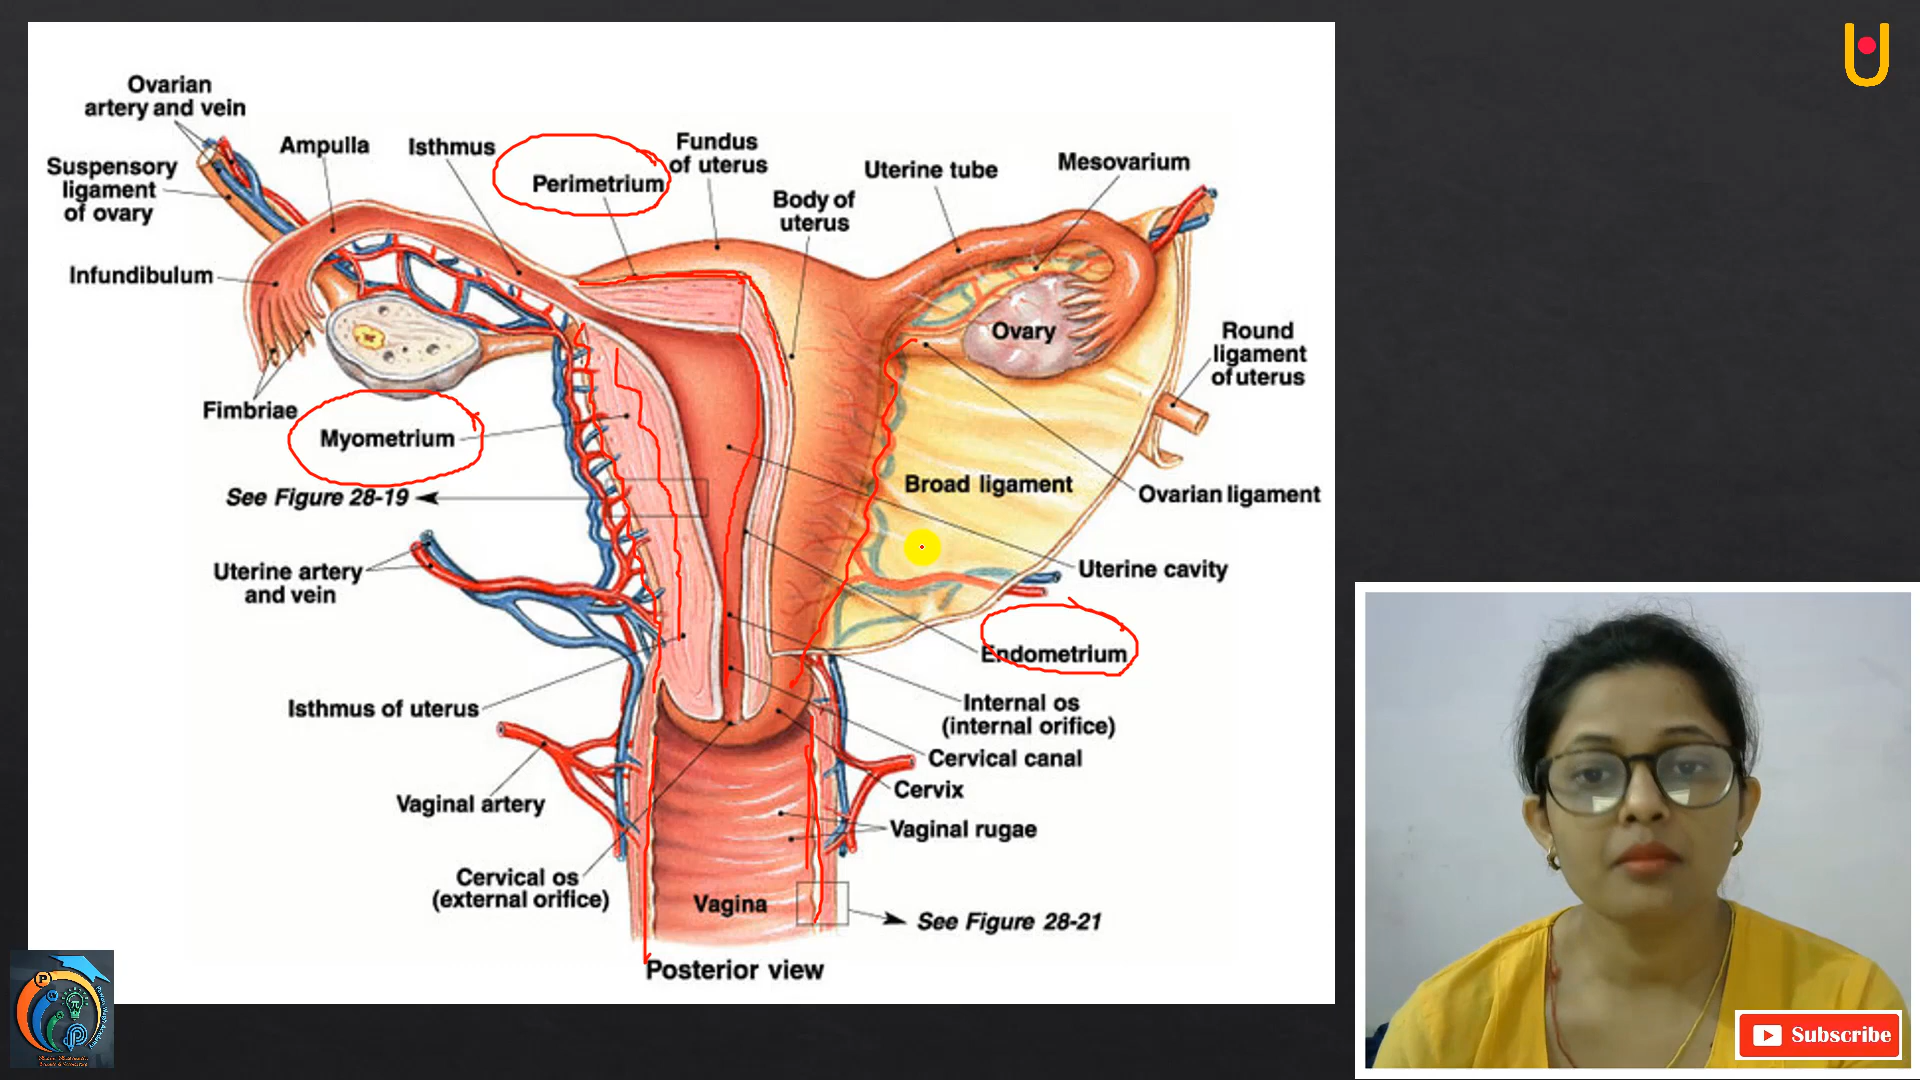 Ovarian
artery and vein
Ampulla
Isthmus
Perimetrium
Fundus
of uterus
Body of
uterus
Uterine tube
Mesovarium
Suspensory
ligament
of ovary
Infundibulum
Ovary
Round
ligament
of uterus
Fimbriae
Myometrium
See Figure 28-19
Broad ligament
Ovarian ligament
Uterine artery
and vein
Uterine cavity
Endometrium
Isthmus of uterus
Internal os
(internal orifice)
Cervical canal
Cervix
Vaginal artery
Vaginal rugae
Cervical os
(external orifice)
Vagina
See Figure 28-21
Posterior view
Subscribe